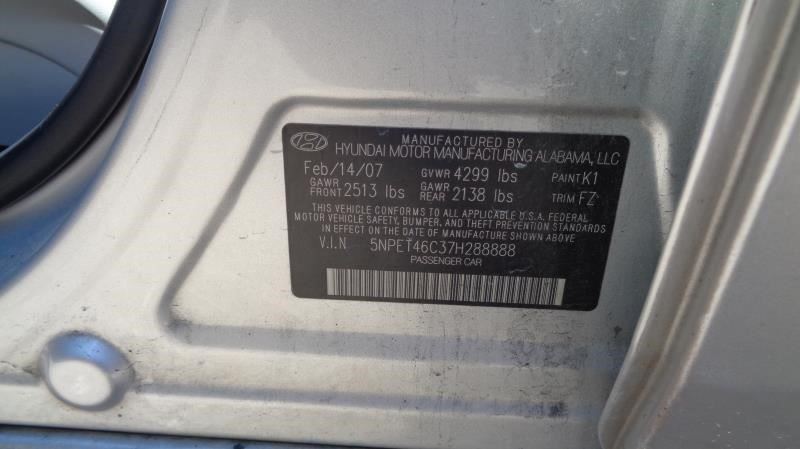 MANUFACTURED BY
HYUNDAI MOTOR MANUFACTURING ALABAMA, LLC
Feb/14/07 GVWR 4299 lbs PAINT K1
GAWR FRONT 2513 lbs GAWR REAR 2138 lbs TRIM FZ
THIS VEHICLE CONFORMS TO ALL APPLICABLE U.S.A. FEDERAL
MOTOR VEHICLE SAFETY, BUMPER, AND THEFT PREVENTION STANDARDS
IN EFFECT ON THE DATE OF MANUFACTURE SHOWN ABOVE.
V.I.N 5NPET46C37H288888
PASSENGER CAR